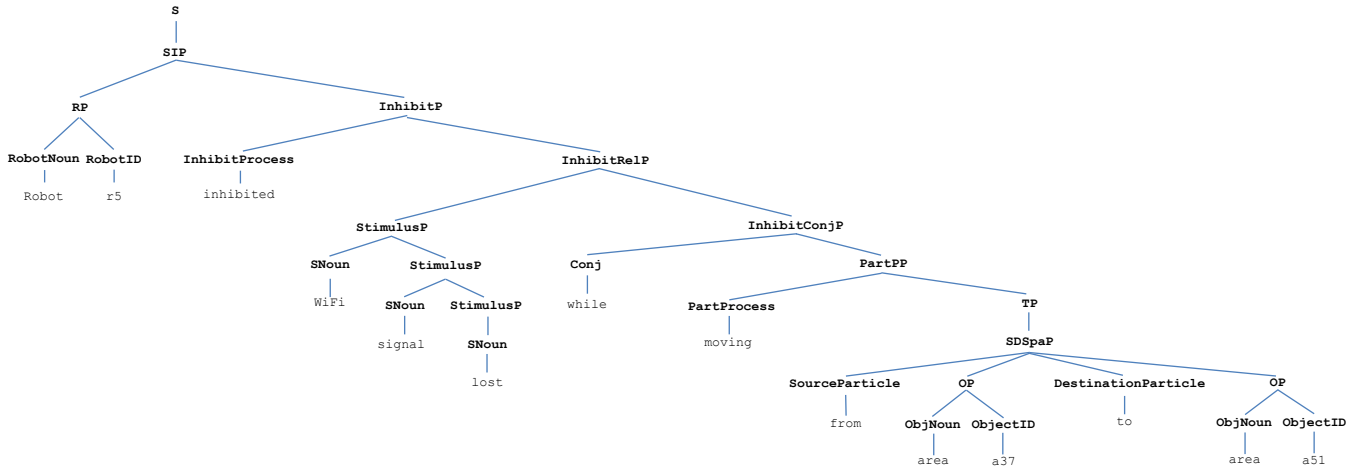 S
SIP
RP InhibitP
RobotNoun RobotID InhibitProcess InhibitRelP
Robot r5 inhibited
StimulusP InhibitConjP
SNoun StimulusP Conj PartPP
WiFi SNoun StimulusP while PartProcess TP
signal SNoun moving SDSpaP
lost SourceParticle OP DestinationParticle OP
from ObjNoun ObjectID to ObjNoun ObjectID
area a37 area a51